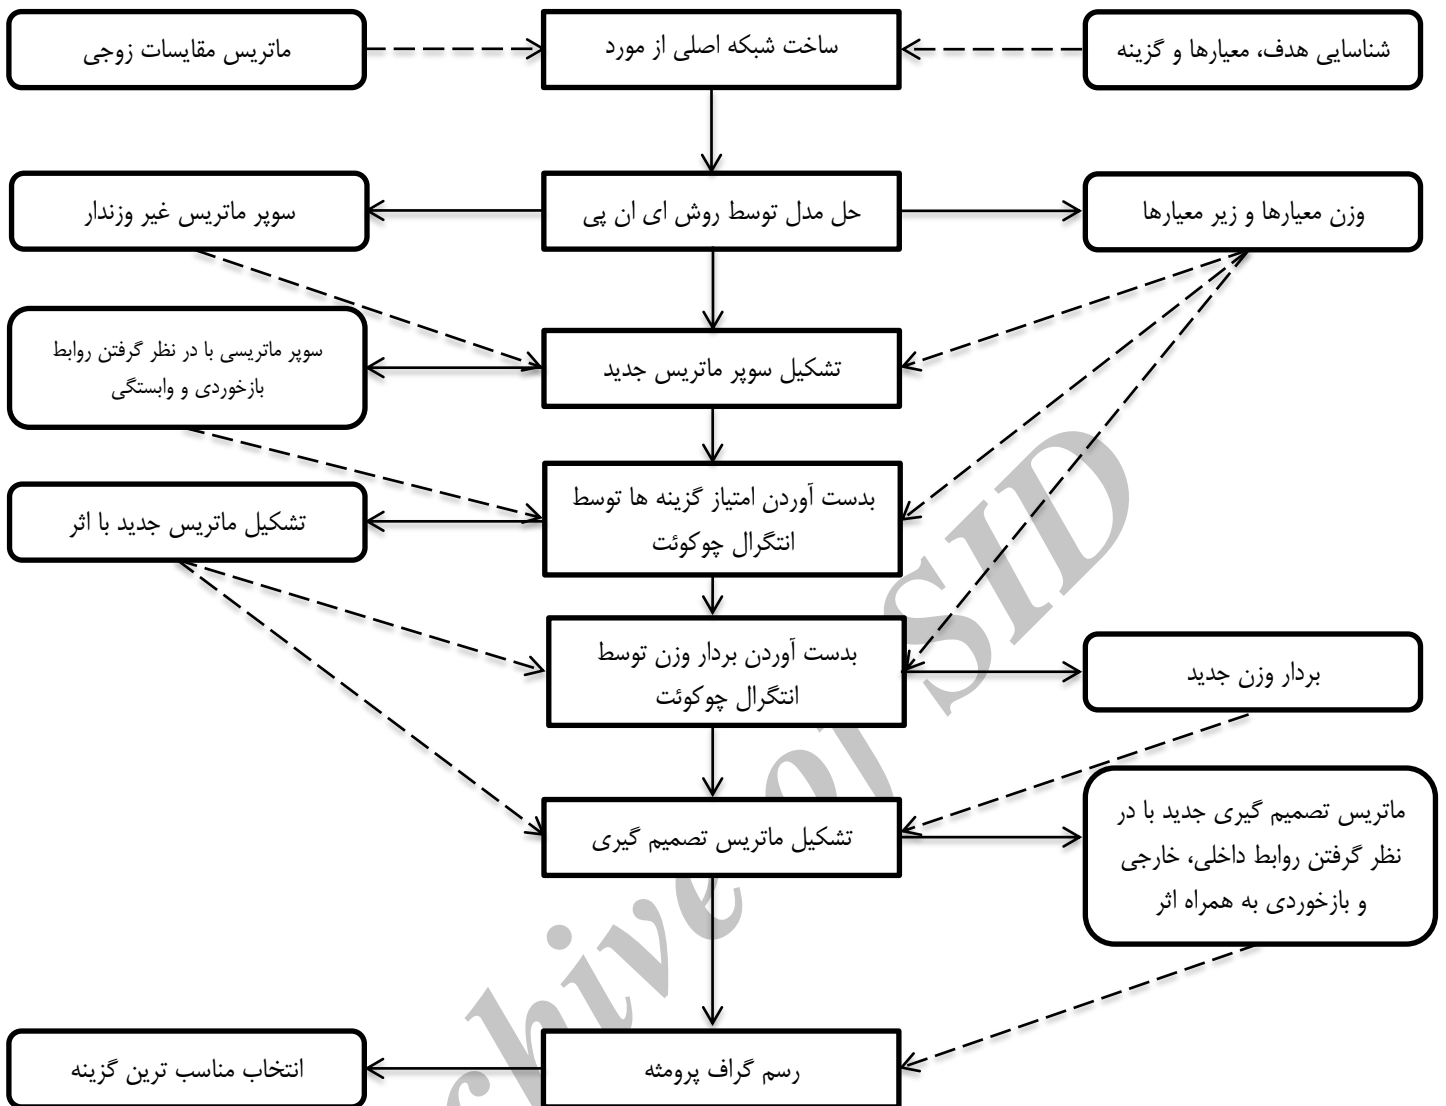 شناسایی هدف، معیارها و گزینه
ساخت شبکه اصلی از مورد
ماتریس مقایسات زوجی
وزن معیارها و زیر معیارها
حل مدل توسط روش ای ان پی
سوپر ماتریس غیر وزندار
تشکیل سوپر ماتریس جدید
سوپر ماتریسی با در نظر گرفتن روابط
بازخوردی و وابستگی
بدست آوردن امتیاز گزینه ها توسط
انتگرال چوکوئت
تشکیل ماتریس جدید با اثر
بدست آوردن بردار وزن توسط
انتگرال چوکوئت
بردار وزن جدید
تشکیل ماتریس تصمیم گیری
ماتریس تصمیم گیری جدید با در
نظر گرفتن روابط داخلی، خارجی
و بازخوردی به همراه اثر
رسم گراف پرومثه
انتخاب مناسب ترین گزینه
chive of SID